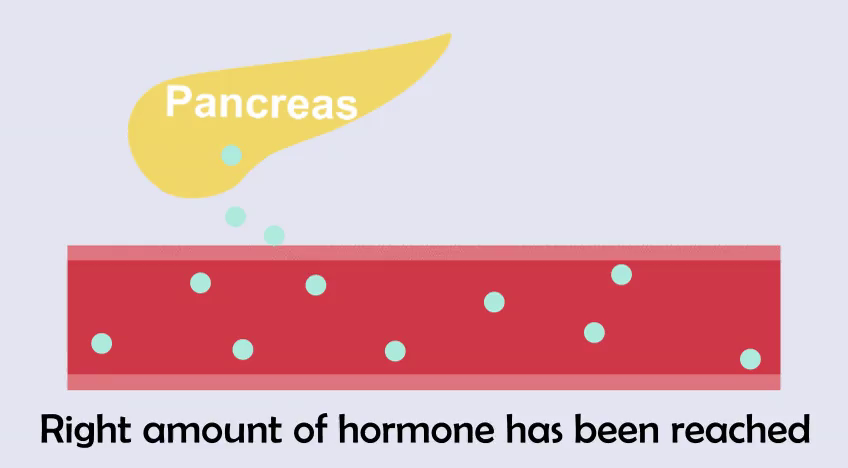 Pancreas
Right amount of hormone has been reached